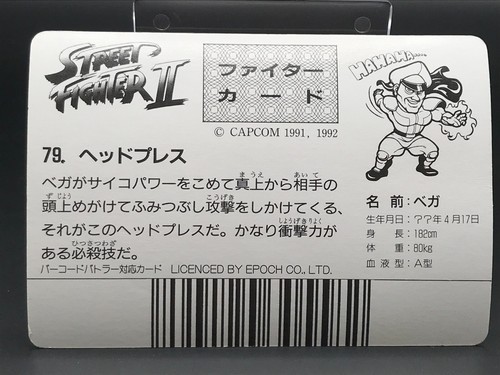 STREET FIGHTER II
ファイター
カード
HAHAHA...
© CAPCOM 1991, 1992
79. ヘッドプレス
ベガがサイコパワーをこめて真上から相手の
頭上めがけてふみつぶし攻撃をしかけてくる、
それがこのヘッドプレスだ。かなり衝撃力が
ある必殺技だ。
バーコードバトラー対応カード LICENCED BY EPOCH CO., LTD.
名 前:ベガ
生年月日:??年4月17日
身 長:182cm
体 重:80kg
血液型:A型